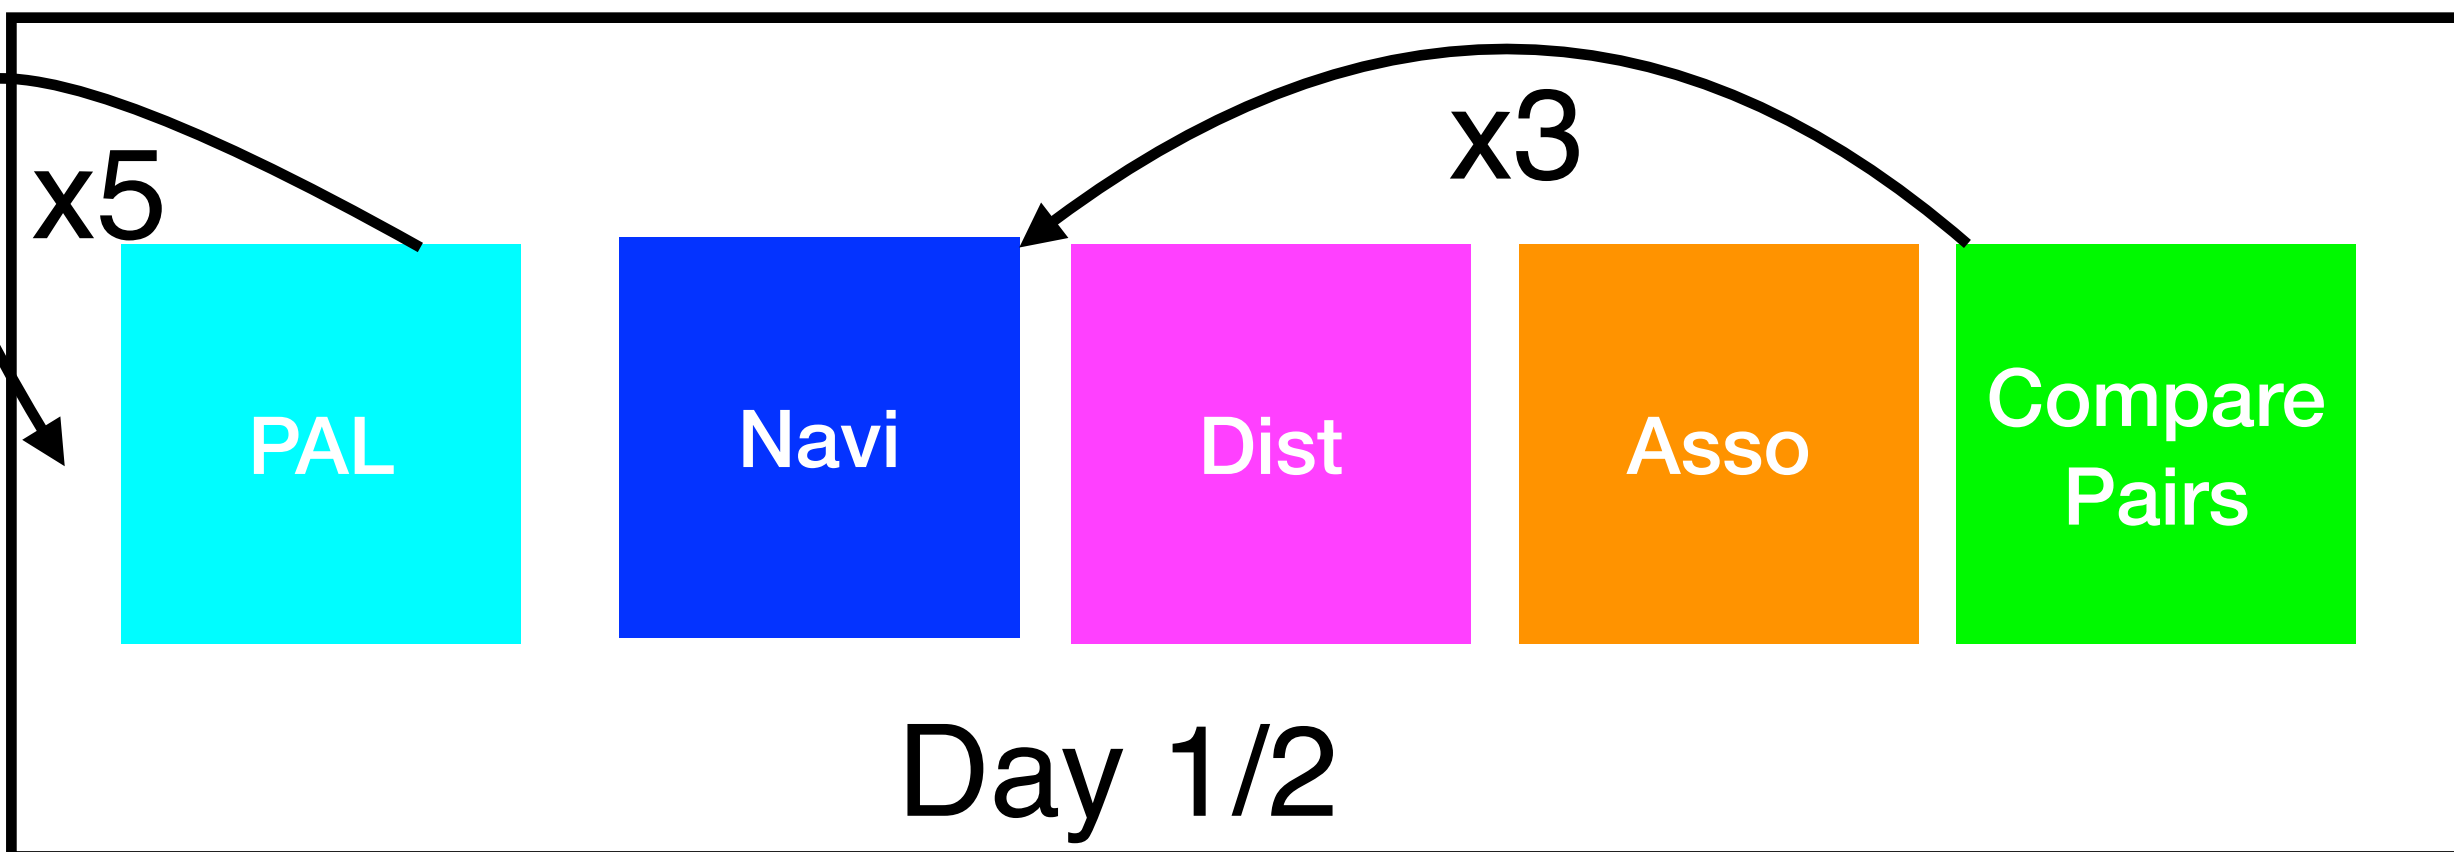 x5
x3
PAL
Navi
Dist
Asso
Compare
Pairs
Day 1/2